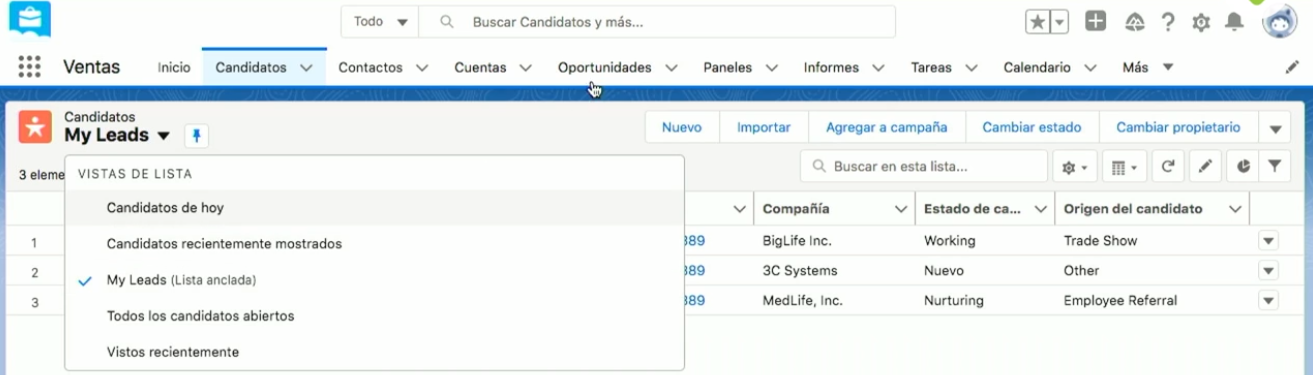 Todo Buscar Candidatos y más...
Ventas Inicio Candidatos Contactos Cuentas Oportunidades Paneles Informes Tareas Calendario Más
Candidatos
My Leads
Nuevo Importar Agregar a campaña Cambiar estado Cambiar propietario
3 eleme
Buscar en esta lista...
VISTAS DE LISTA
Candidatos de hoy
Candidatos recientemente mostrados
My Leads (Lista anclada)
Todos los candidatos abiertos
Vistos recientemente
Compañía Estado de ca... Origen del candidato
1 389 BigLife Inc. Working Trade Show
2 389 3C Systems Nuevo Other
3 389 MedLife, Inc. Nurturing Employee Referral